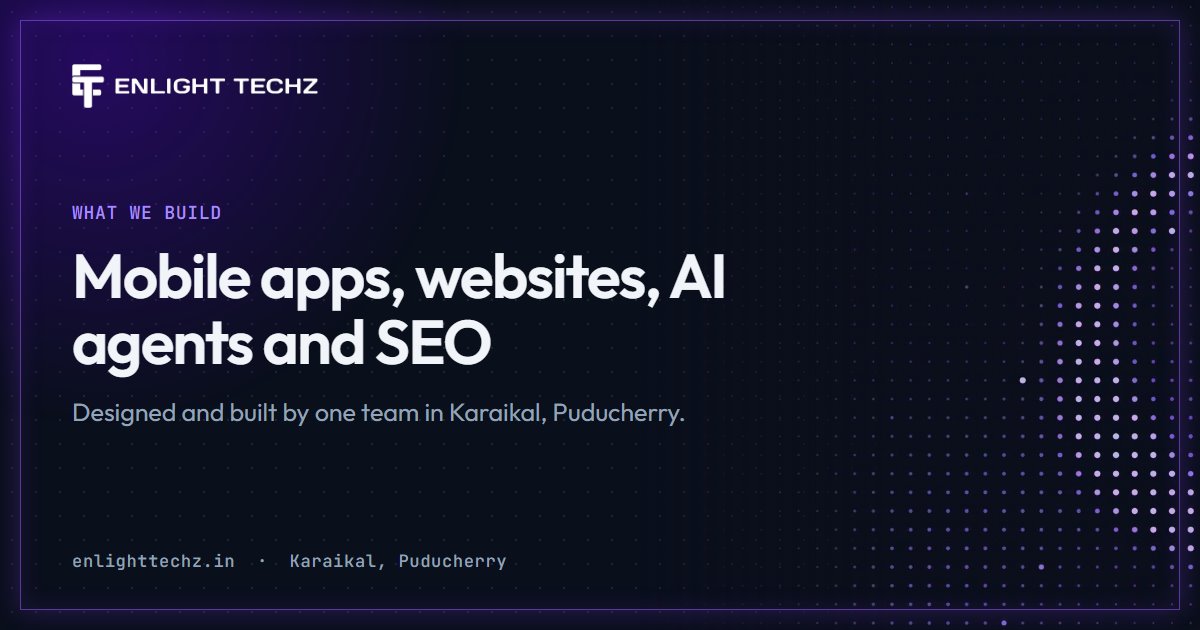 ENLIGHT TECHZ
WHAT WE BUILD
Mobile apps, websites, AI
agents and SEO
Designed and built by one team in Karaikal, Puducherry.
enlighttechz.in · Karaikal, Puducherry